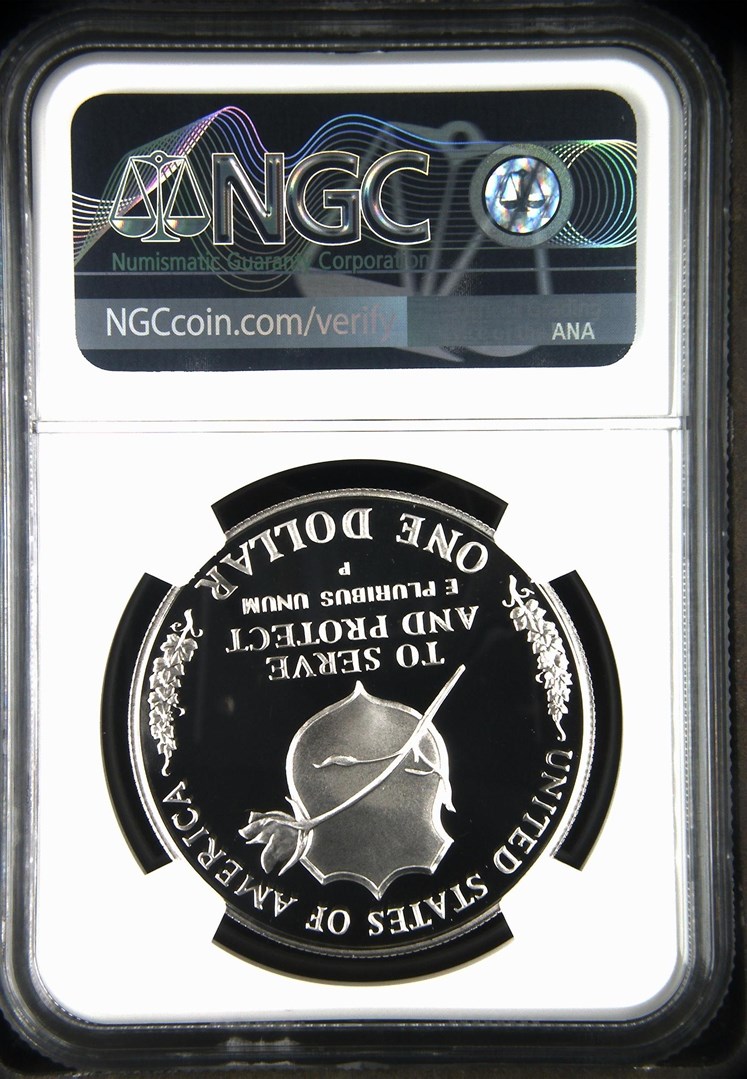 NGC
Numismatic Guaranty Corporation
NGCcoin.com/verify
ANA
UNITED STATES OF AMERICA
TO SERVE
AND PROTECT
E PLURIBUS UNUM
P
ONE DOLLAR